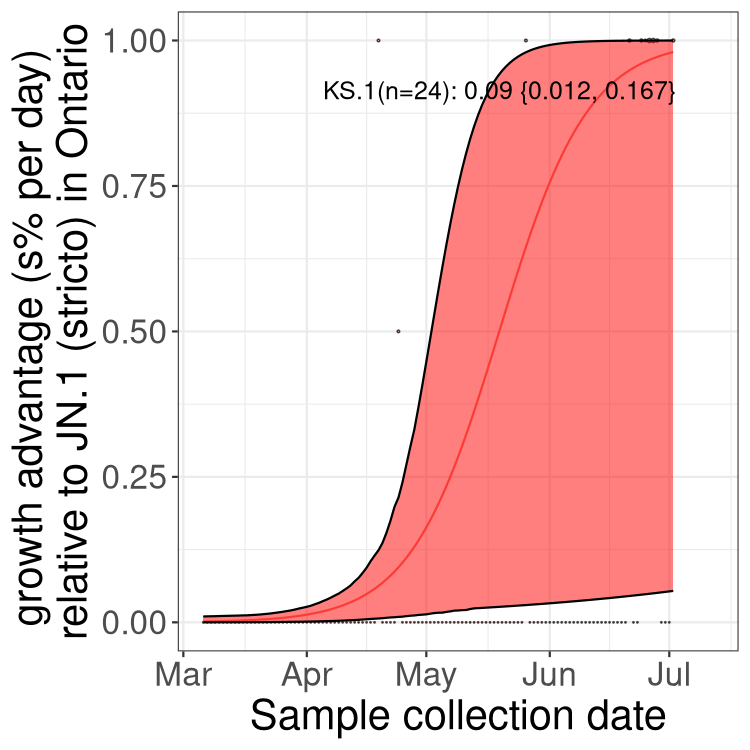 growth advantage (s% per day)
relative to JN.1 (stricto) in Ontario
1.00
0.75
0.50
0.25
0.00
KS.1(n=24): 0.09 {0.012, 0.167}
Mar Apr May Jun Jul
Sample collection date